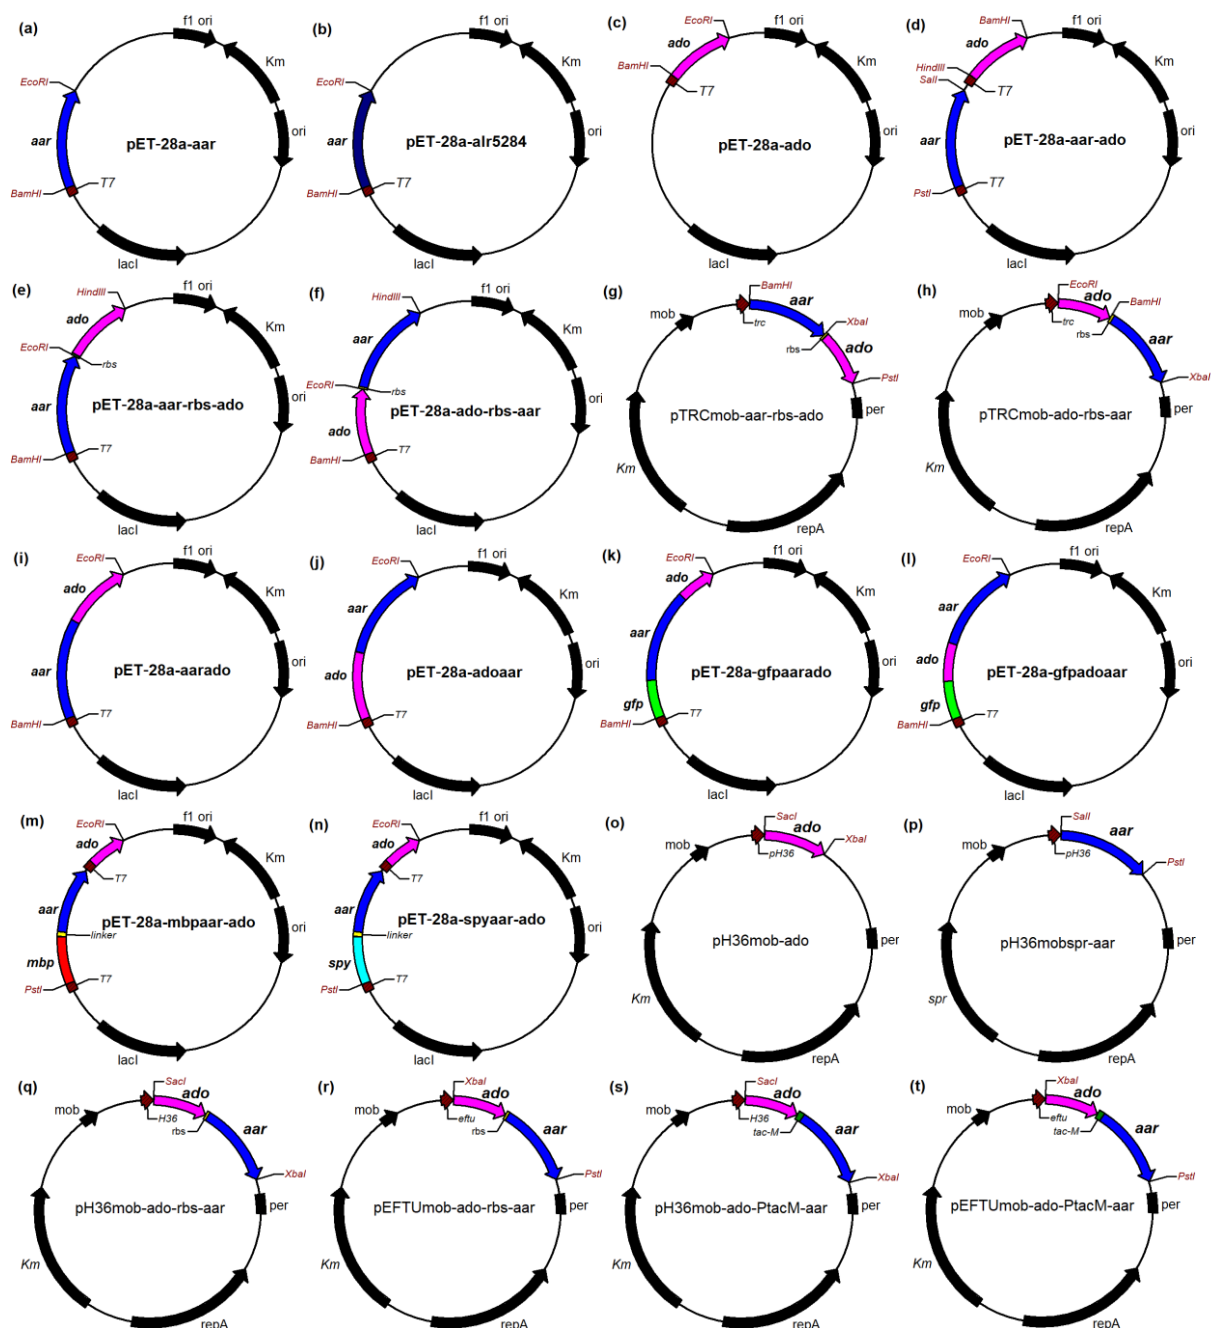 (a)
f1 ori
Km
ori
EcoRI
aar
pET-28a-aar
BamHI
T7
lacI
(b)
f1 ori
Km
ori
EcoRI
aar
pET-28a-alr5284
BamHI
T7
lacI
(c)
EcoRI
f1 ori
ado
Km
BamHI
T7
ori
pET-28a-ado
lacI
(d)
BamHI
f1 ori
ado
Km
HindIII
SalI
T7
ori
aar
pET-28a-aar-ado
PstI
T7
lacI
(e)
HindIII
f1 ori
ado
Km
EcoRI
rbs
ori
aar
pET-28a-aar-rbs-ado
BamHI
T7
lacI
(f)
HindIII
f1 ori
aar
Km
EcoRI
rbs
ori
pET-28a-ado-rbs-aar
ado
BamHI
T7
lacI
(g)
BamHI
aar
mob
trc
XbaI
rbs
ado
PstI
pTRCmob-aar-rbs-ado
per
Km
repA
(h)
EcoRI
ado
BamHI
mob
trc
rbs
aar
XbaI
pTRCmob-ado-rbs-aar
per
Km
repA
(i)
EcoRI
f1 ori
ado
Km
ori
aar
pET-28a-aarado
BamHI
T7
lacI
(j)
EcoRI
f1 ori
aar
Km
ori
ado
pET-28a-adoaar
BamHI
T7
lacI
(k)
EcoRI
f1 ori
ado
Km
aar
ori
pET-28a-gfpaarado
gfp
BamHI
T7
lacI
(l)
EcoRI
f1 ori
aar
Km
ori
ado
pET-28a-gfpadoaar
gfp
BamHI
T7
lacI
(m)
EcoRI
f1 ori
ado
Km
T7
aar
ori
pET-28a-mbpaar-ado
linker
mbp
PstI
T7
lacI
(n)
EcoRI
f1 ori
ado
Km
T7
aar
ori
pET-28a-spyaar-ado
linker
spy
PstI
T7
lacI
(o)
SacI
ado
mob
pH36
XbaI
pH36mob-ado
per
Km
repA
(p)
SalI
aar
mob
pH36
PstI
pH36mobspr-aar
per
spr
repA
(q)
SacI
ado
mob
H36
rbs
aar
XbaI
pH36mob-ado-rbs-aar
per
Km
repA
(r)
XbaI
ado
mob
eftu
rbs
aar
PstI
pEFTUmob-ado-rbs-aar
per
Km
repA
(s)
SacI
ado
mob
H36
tac-M
aar
XbaI
pH36mob-ado-PtacM-aar
per
Km
repA
(t)
XbaI
ado
mob
eftu
tac-M
aar
PstI
pEFTUmob-ado-PtacM-aar
per
Km
repA